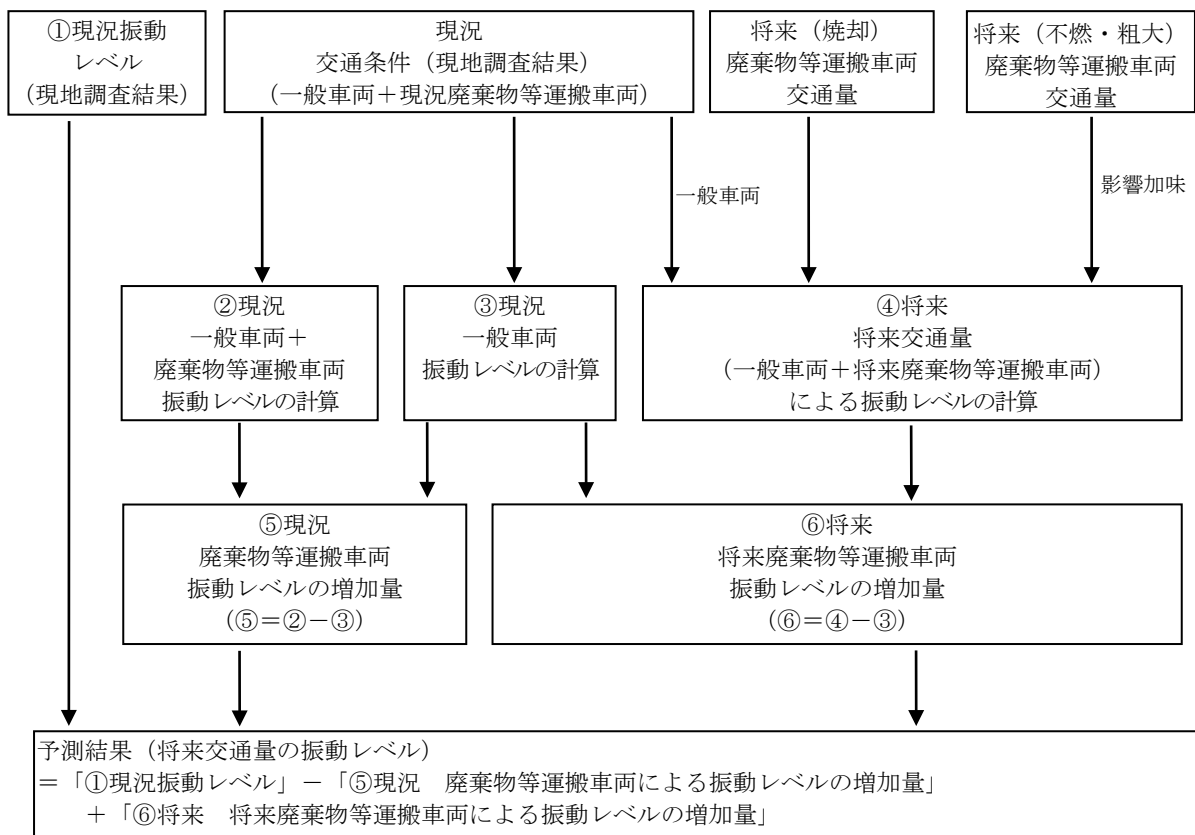 ①現況振動
レベル
（現地調査結果）
現況
交通条件（現地調査結果）
（一般車両＋現況廃棄物等運搬車両）
将来（焼却）
廃棄物等運搬車両
交通量
将来（不燃・粗大）
廃棄物等運搬車両
交通量
一般車両
影響加味
②現況
一般車両＋
廃棄物等運搬車両
振動レベルの計算
③現況
一般車両
振動レベルの計算
④将来
将来交通量
（一般車両＋将来廃棄物等運搬車両）
による振動レベルの計算
⑤現況
廃棄物等運搬車両
振動レベルの増加量
（⑤＝②－③）
⑥将来
将来廃棄物等運搬車両
振動レベルの増加量
（⑥＝④－③）
予測結果（将来交通量の振動レベル）
＝「①現況振動レベル」－「⑤現況　廃棄物等運搬車両による振動レベルの増加量」
＋「⑥将来　将来廃棄物等運搬車両による振動レベルの増加量」